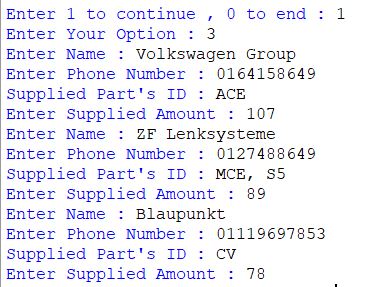 Enter 1 to continue , 0 to end : 1
Enter Your Option : 3
Enter Name : Volkswagen Group
Enter Phone Number : 0164158649
Supplied Part's ID : ACE
Enter Supplied Amount : 107
Enter Name : ZF Lenksysteme
Enter Phone Number : 0127488649
Supplied Part's ID : MCE, S5
Enter Supplied Amount : 89
Enter Name : Blaupunkt
Enter Phone Number : 01119697853
Supplied Part's ID : CV
Enter Supplied Amount : 78